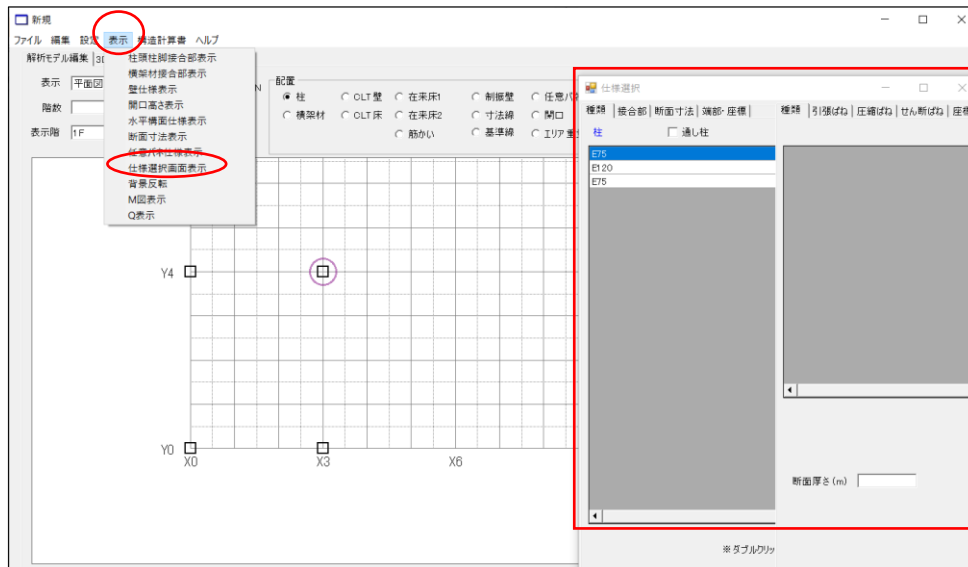 新規
ファイル 編集 設定 表示 構造計算書 ヘルプ
解析モデル編集 3D
表示 平面図
階数
表示階 1F
柱頭柱脚接合部表示
横架材接合部表示
壁仕様表示
開口高さ表示
水平構面仕様表示
断面寸法表示
任意バネ仕様表示
仕様選択画面表示
背景反転
M図表示
Q表示
N
配置
柱 CLT壁 在来床1 制振壁 任意バネ
横架材 CLT床 在来床2 寸法線 開口
筋かい 基準線 エリア重
仕様選択
種類 接合部 断面寸法 端部・座標
柱 通し柱
E75
E120
E75
種類 引張ばね 圧縮ばね せん断ばね 座標
断面厚さ(m)
※ダブルクリッ
Y4
Y0
X0 X3 X6